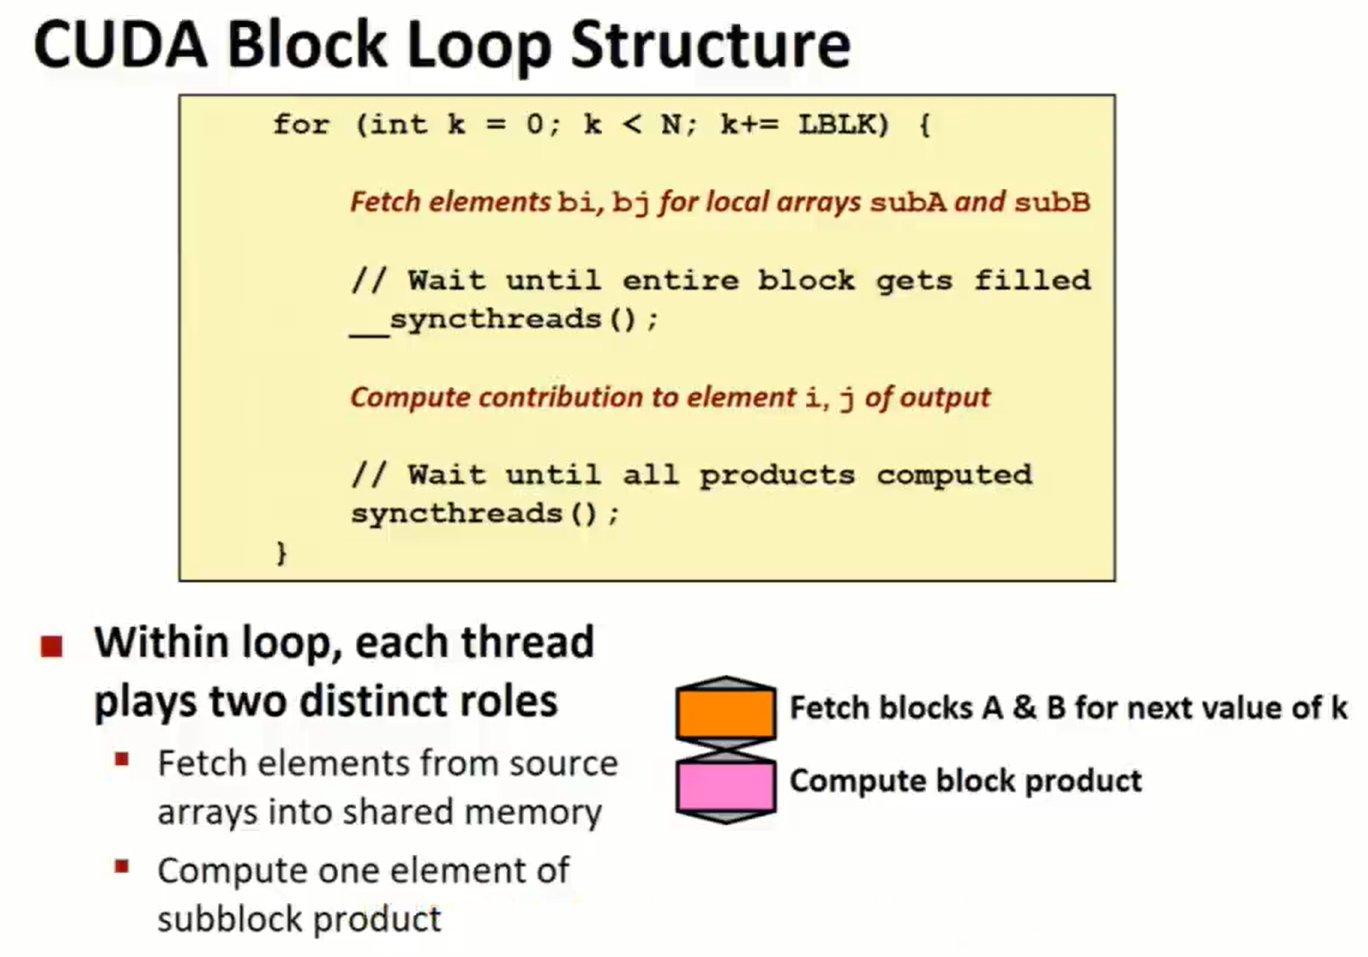 CUDA Block Loop Structure
for (int k = 0; k < N; k+= LBLK) {
Fetch elements bi, bj for local arrays subA and subB
// Wait until entire block gets filled
__syncthreads();
Compute contribution to element i, j of output
// Wait until all products computed
syncthreads();
}
Within loop, each thread
plays two distinct roles
Fetch elements from source
arrays into shared memory
Compute one element of
subblock product
Fetch blocks A & B for next value of k
Compute block product